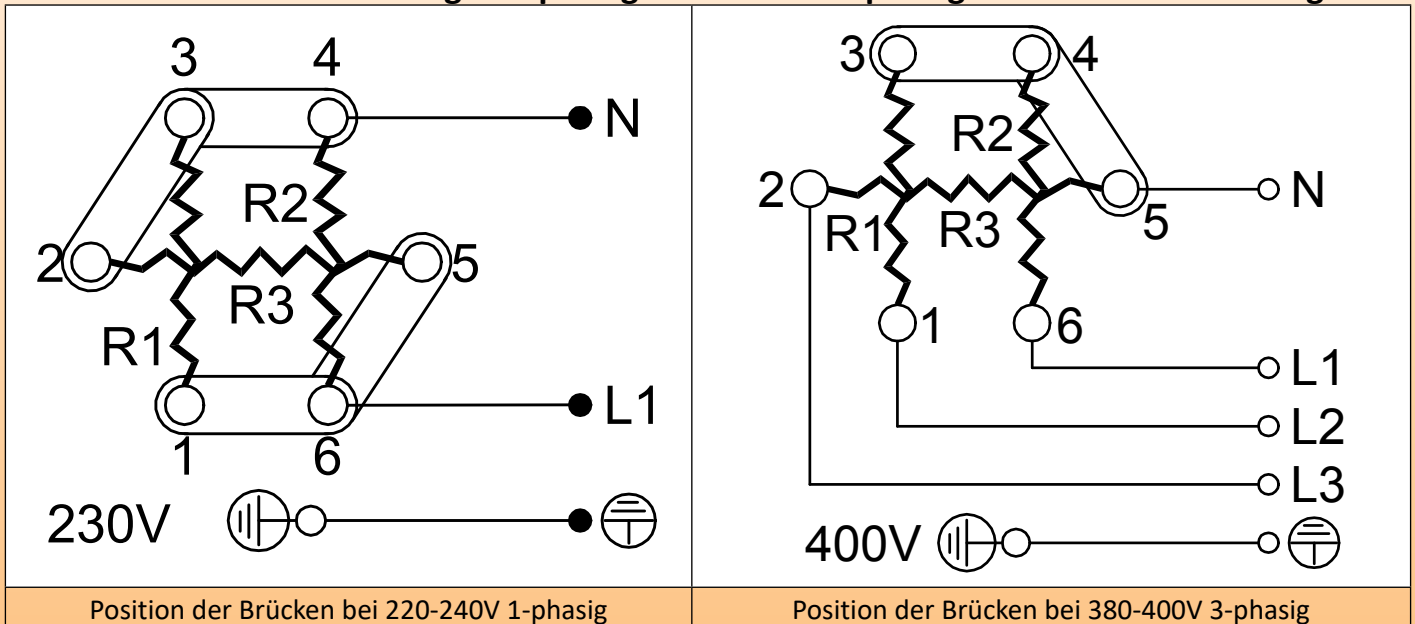 3 4
N
R2
2 5
R3
R1
L1
1 6
230V
Position der Brücken bei 220-240V 1-phasig
3 4
R2
2 N
R1 R3 5
1 6
L1
L2
L3
400V
Position der Brücken bei 380-400V 3-phasig